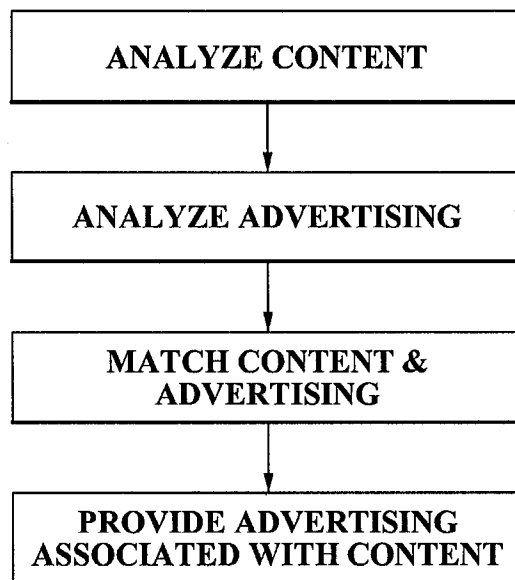 ANALYZE CONTENT
ANALYZE ADVERTISING
MATCH CONTENT &
ADVERTISING
PROVIDE ADVERTISING
ASSOCIATED WITH CONTENT